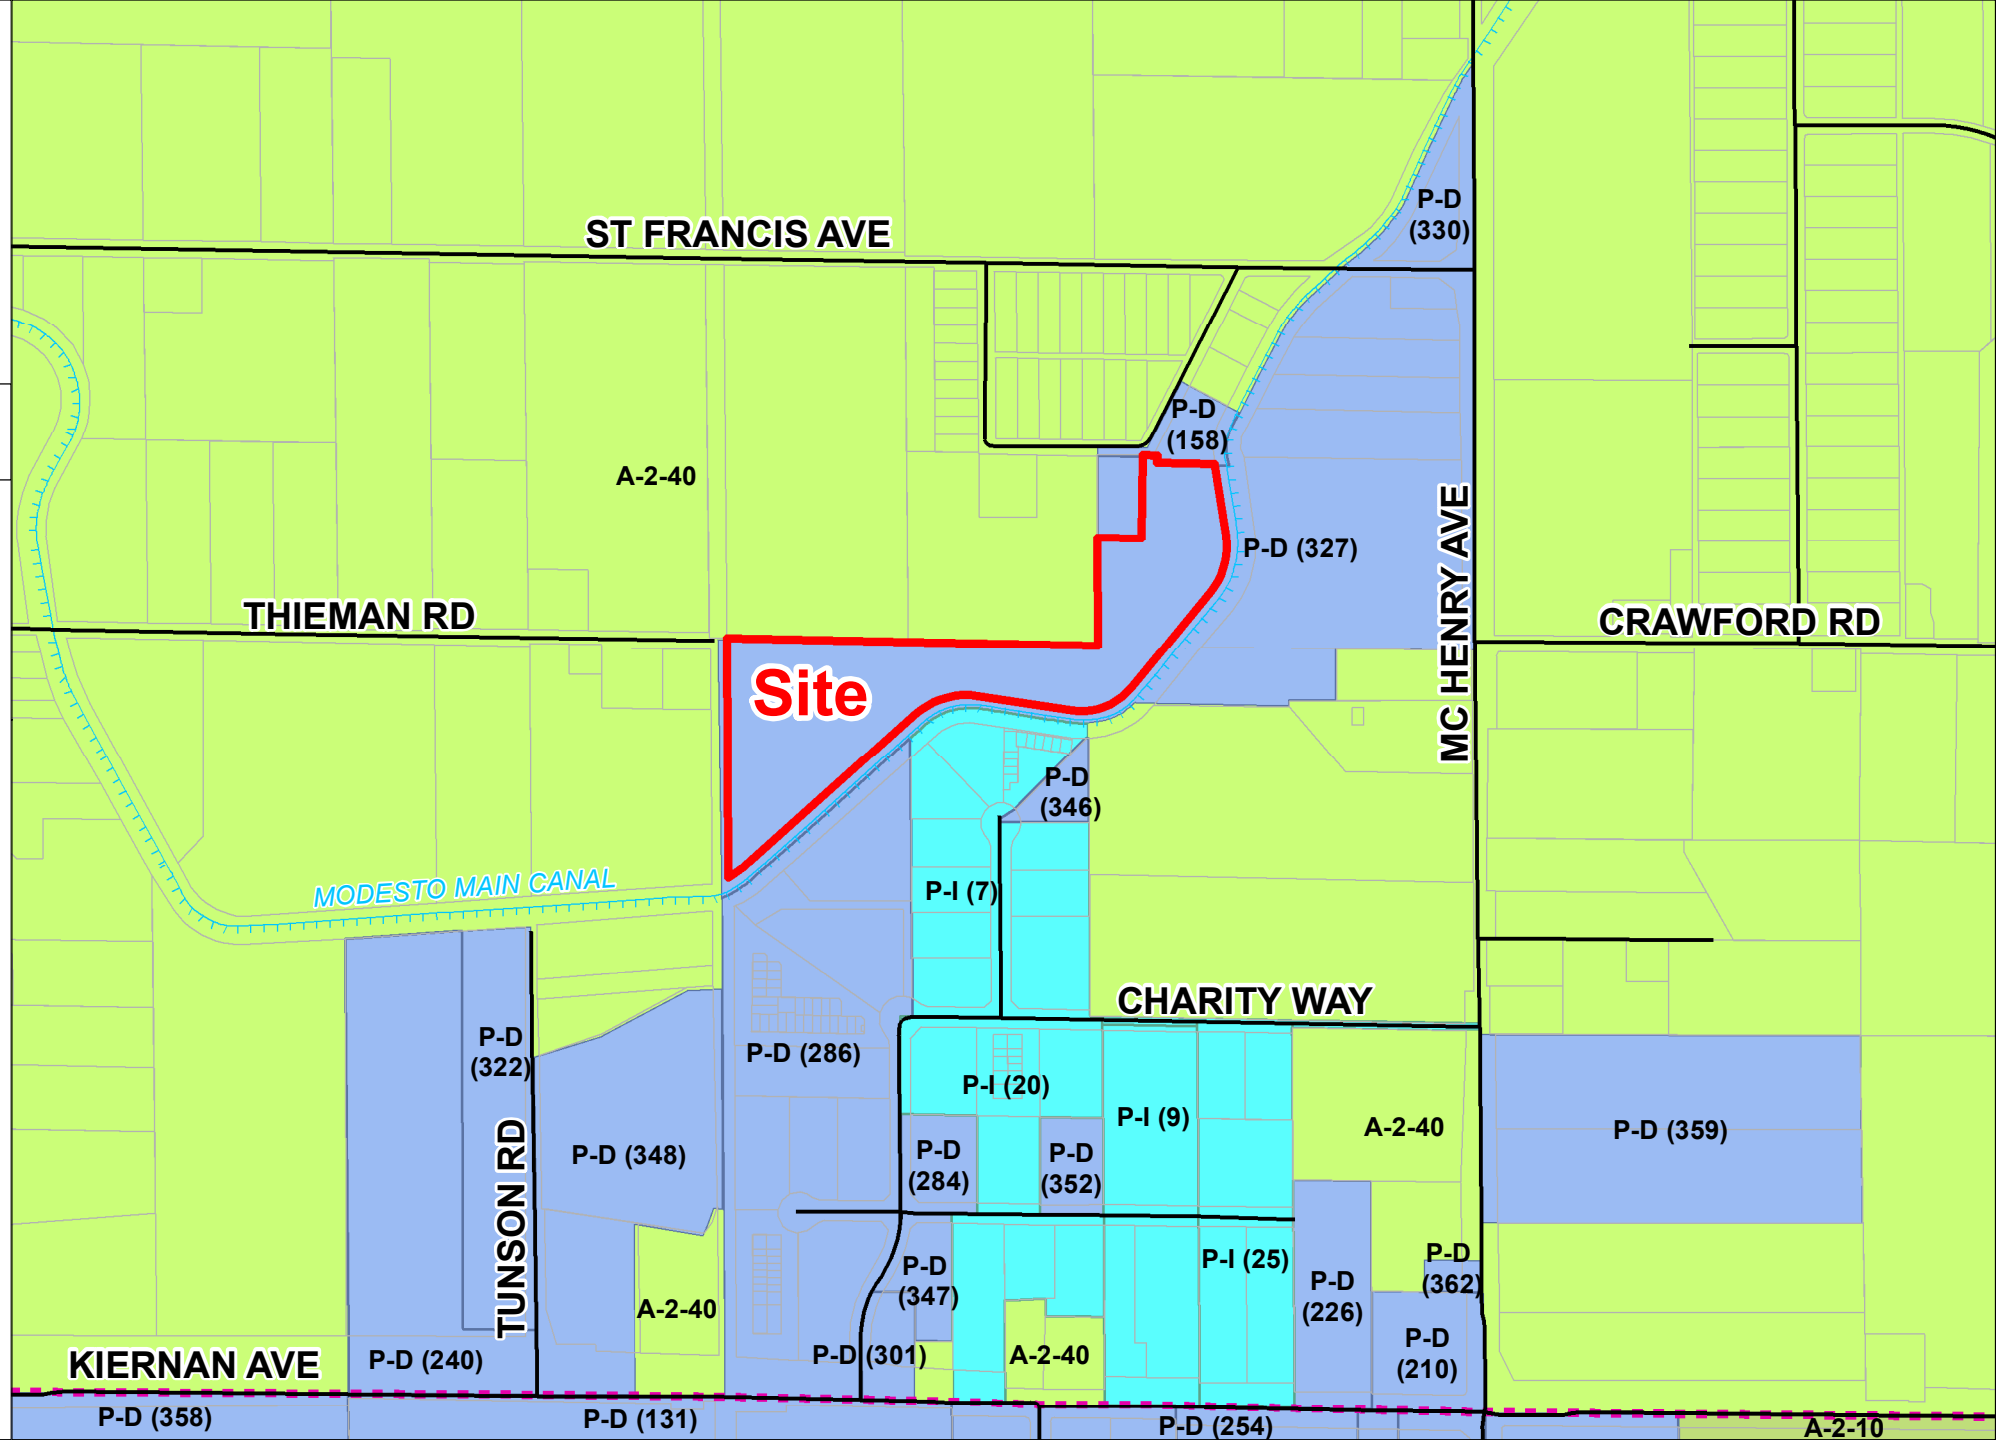 P-D
(330)
ST FRANCIS AVE
P-D
(158)
A-2-40
MC HENRY AVE
P-D (327)
THIEMAN RD
CRAWFORD RD
Site
P-D
(346)
MODESTO MAIN CANAL
P-I (7)
CHARITY WAY
P-D
(322)
P-D (286)
P-I (20)
P-I (9)
A-2-40
P-D (359)
TUNSON RD
P-D (348)
P-D
(284)
P-D
(352)
P-D
(347)
P-I (25)
P-D
(226)
P-D
(362)
A-2-40
P-D
(210)
KIERNAN AVE
P-D (240)
P-D (301)
A-2-40
P-D (358)
P-D (131)
P-D (254)
A-2-10